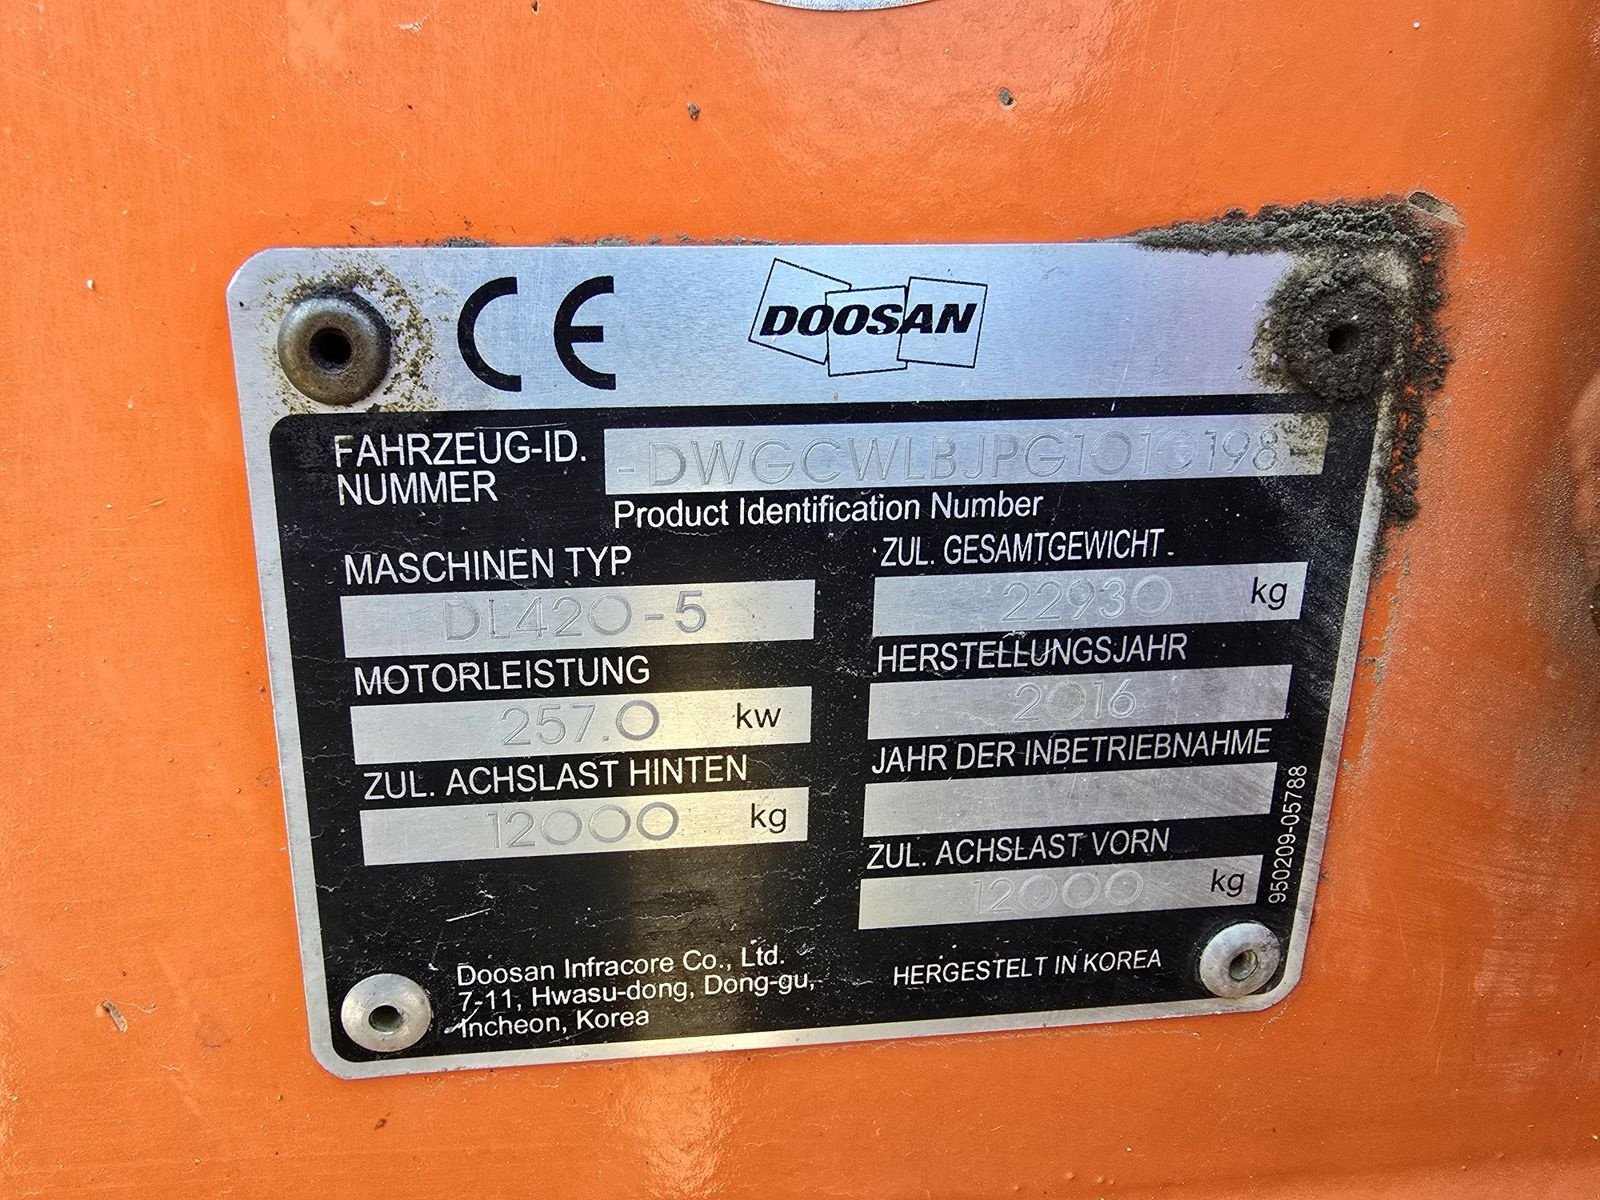 CE DOOSAN
FAHRZEUG-ID.
NUMMER
-DWGCWLBJPG1010198-
Product Identification Number
MASCHINEN TYP
DL420-5
ZUL. GESAMTGEWICHT
22930 kg
MOTORLEISTUNG
257.0 kw
HERSTELLUNGSJAHR
2016
ZUL. ACHSLAST HINTEN
12000 kg
JAHR DER INBETRIEBNAHME
ZUL. ACHSLAST VORN
12000 kg
950209-05788
Doosan Infracore Co., Ltd.
7-11, Hwasu-dong, Dong-gu,
Incheon, Korea
HERGESTELT IN KOREA